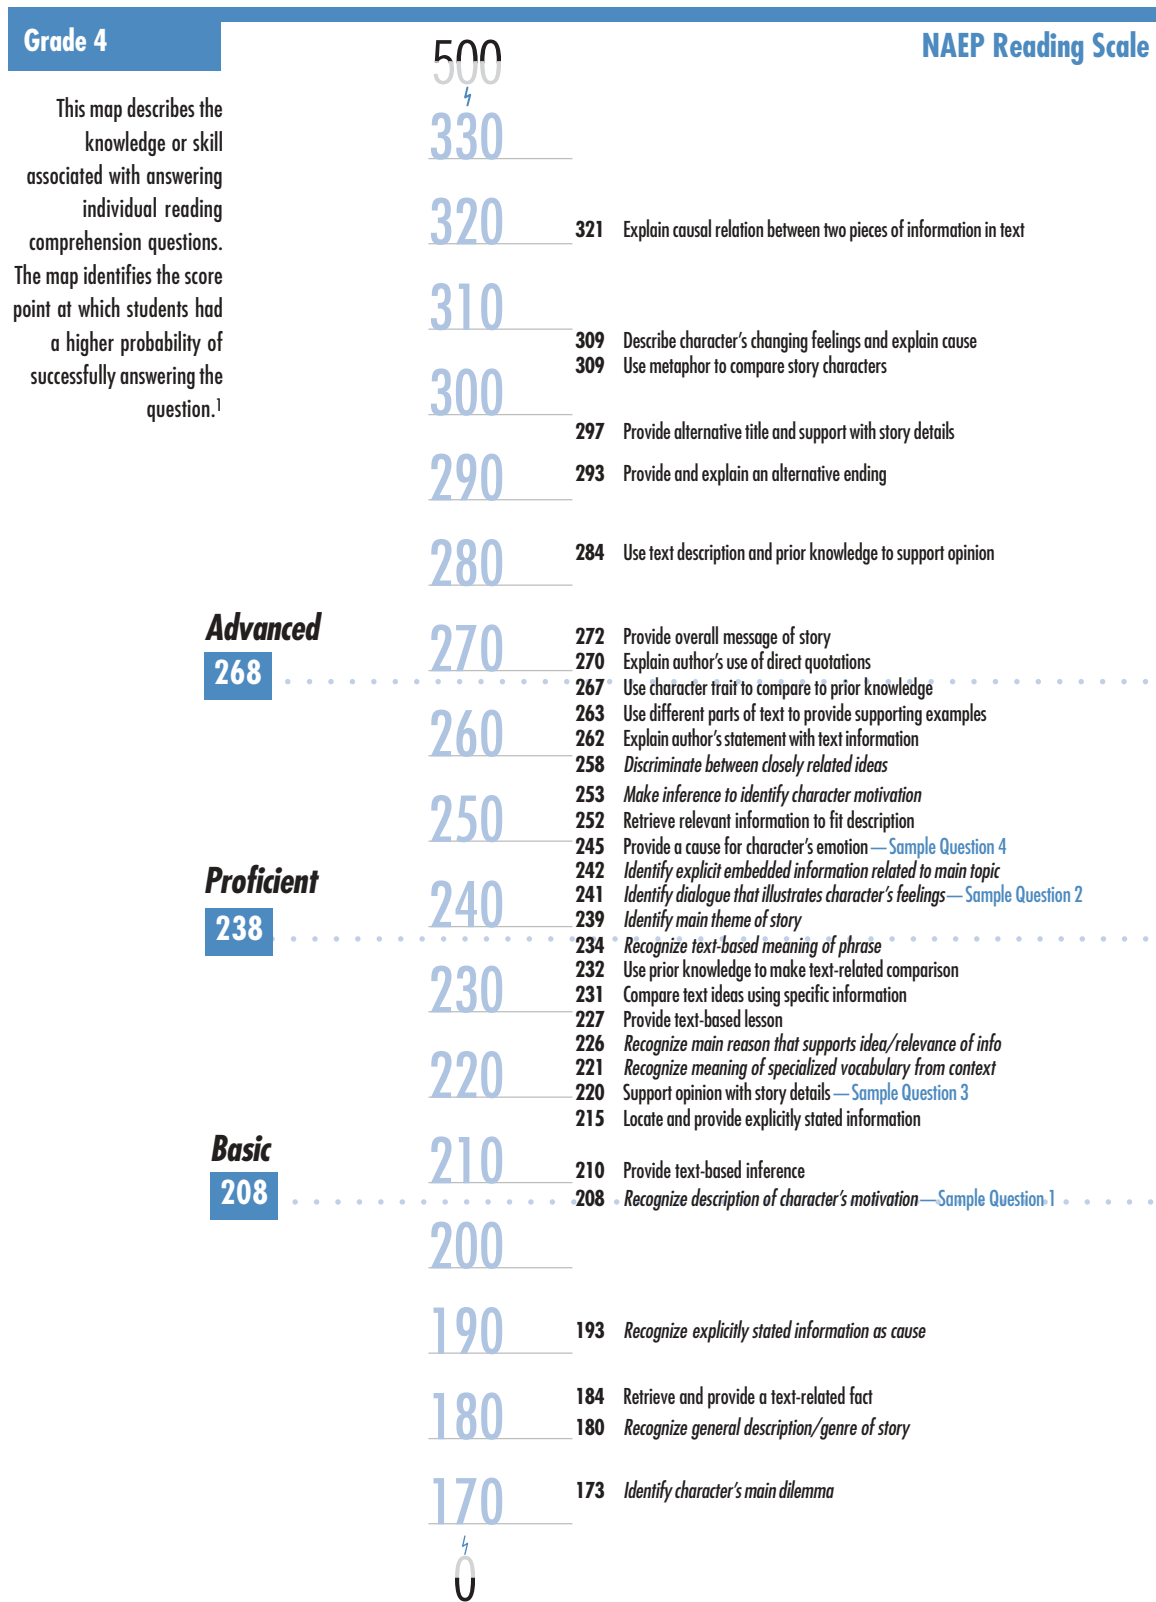 Grade 4
NAEP Reading Scale
This map describes the
knowledge or skill
associated with answering
individual reading
comprehension questions.
The map identifies the score
point at which students had
a higher probability of
successfully answering the
question.1
500
330
320
321 Explain causal relation between two pieces of information in text
310
309 Describe character's changing feelings and explain cause
309 Use metaphor to compare story characters
300
297 Provide alternative title and support with story details
290
293 Provide and explain an alternative ending
280
284 Use text description and prior knowledge to support opinion
Advanced
268
270
272 Provide overall message of story
270 Explain author's use of direct quotations
267 Use character trait to compare to prior knowledge
260
263 Use different parts of text to provide supporting examples
262 Explain author's statement with text information
258 Discriminate between closely related ideas
250
253 Make inference to identify character motivation
252 Retrieve relevant information to fit description
245 Provide a cause for character's emotion—Sample Question 4
Proficient
238
240
242 Identify explicit embedded information related to main topic
241 Identify dialogue that illustrates character's feelings—Sample Question 2
239 Identify main theme of story
234 Recognize text-based meaning of phrase
230
232 Use prior knowledge to make text-related comparison
231 Compare text ideas using specific information
227 Provide text-based lesson
226 Recognize main reason that supports idea/relevance of info
220
221 Recognize meaning of specialized vocabulary from context
220 Support opinion with story details—Sample Question 3
215 Locate and provide explicitly stated information
Basic
208
210
210 Provide text-based inference
208 Recognize description of character's motivation—Sample Question 1
200
190
193 Recognize explicitly stated information as cause
180
184 Retrieve and provide a text-related fact
180 Recognize general description/genre of story
170
173 Identify character's main dilemma
0